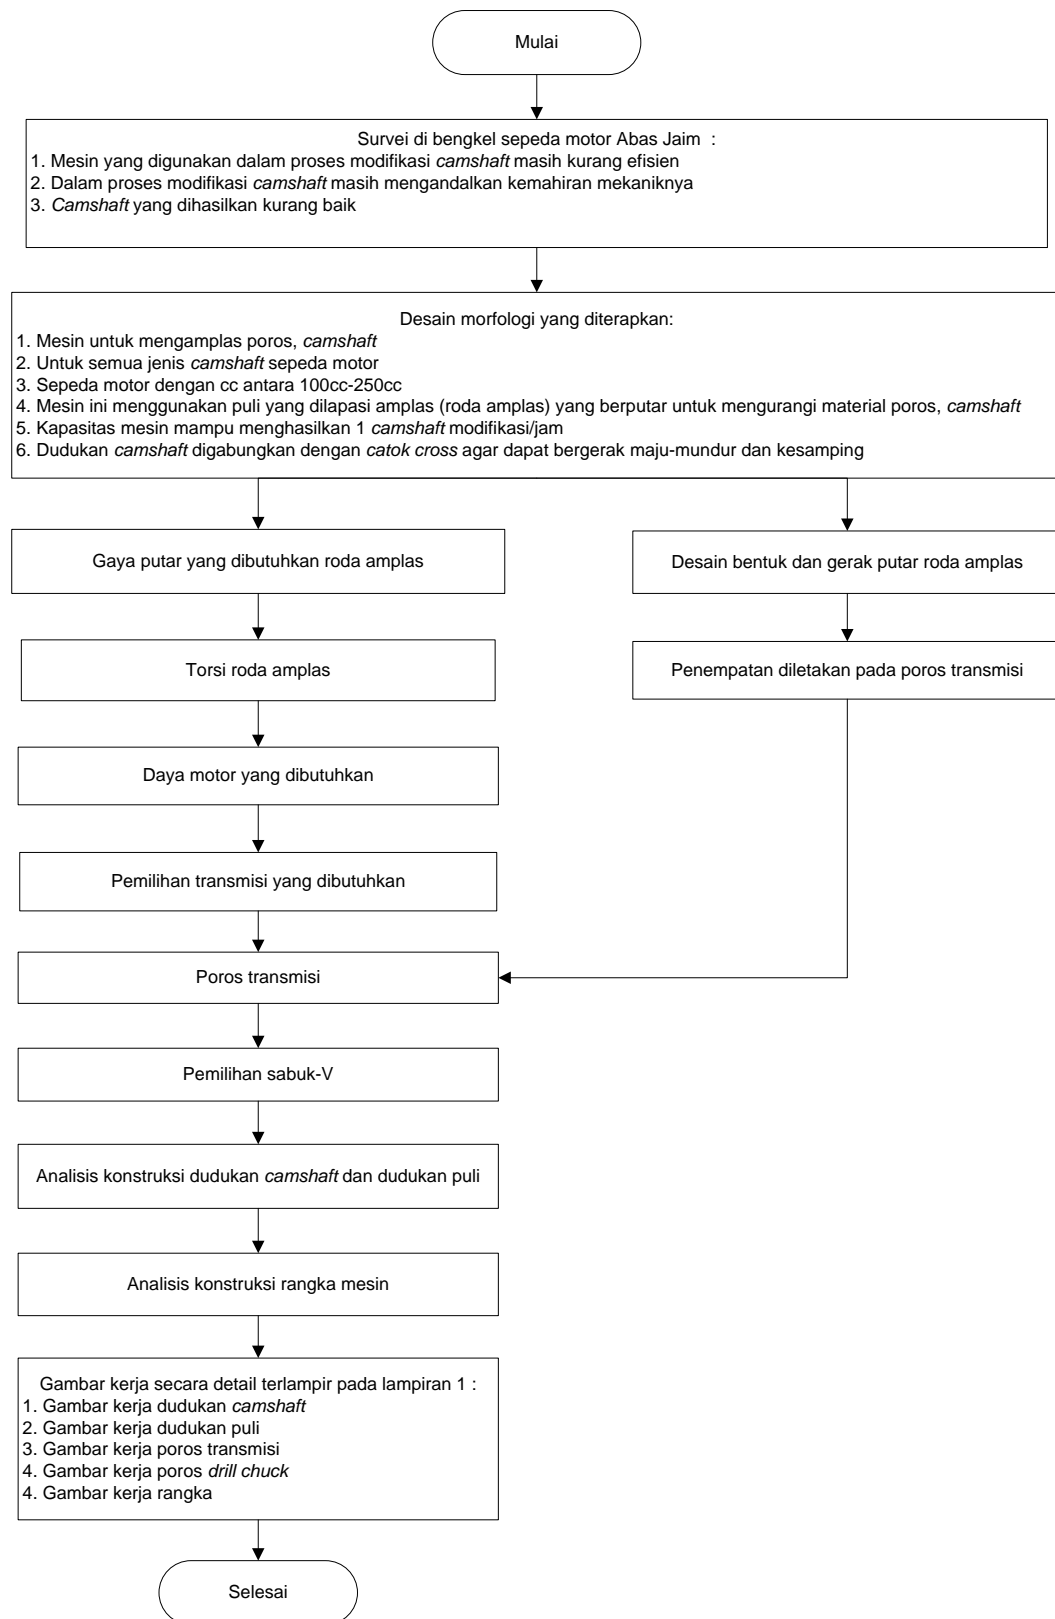 Mulai
Survei di bengkel sepeda motor Abas Jaim :
1. Mesin yang digunakan dalam proses modifikasi camshaft masih kurang efisien
2. Dalam proses modifikasi camshaft masih mengandalkan kemahiran mekaniknya
3. Camshaft yang dihasilkan kurang baik
Desain morfologi yang diterapkan:
1. Mesin untuk mengamplas poros, camshaft
2. Untuk semua jenis camshaft sepeda motor
3. Sepeda motor dengan cc antara 100cc-250cc
4. Mesin ini menggunakan puli yang dilapasi amplas (roda amplas) yang berputar untuk mengurangi material poros, camshaft
5. Kapasitas mesin mampu menghasilkan 1 camshaft modifikasi/jam
6. Dudukan camshaft digabungkan dengan catok cross agar dapat bergerak maju-mundur dan kesamping
Gaya putar yang dibutuhkan roda amplas
Desain bentuk dan gerak putar roda amplas
Torsi roda amplas
Penempatan diletakan pada poros transmisi
Daya motor yang dibutuhkan
Pemilihan transmisi yang dibutuhkan
Poros transmisi
Pemilihan sabuk-V
Analisis konstruksi dudukan camshaft dan dudukan puli
Analisis konstruksi rangka mesin
Gambar kerja secara detail terlampir pada lampiran 1 :
1. Gambar kerja dudukan camshaft
2. Gambar kerja dudukan puli
3. Gambar kerja poros transmisi
4. Gambar kerja poros drill chuck
4. Gambar kerja rangka
Selesai